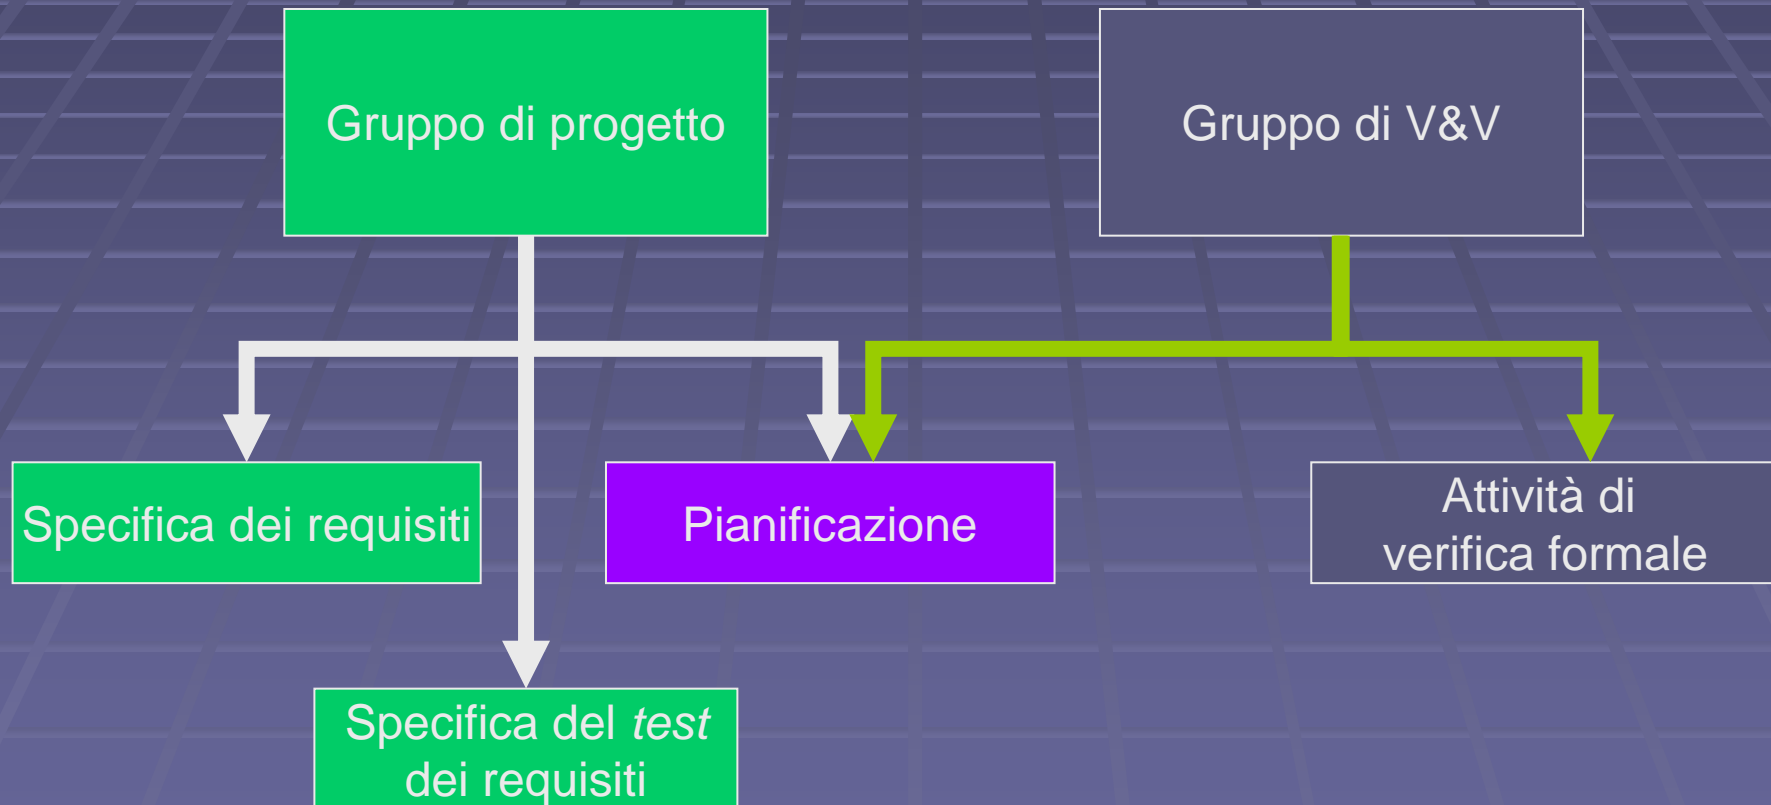 Gruppo di progetto
Gruppo di V&V
Specifica dei requisiti
Pianificazione
Attività di
verifica formale
Specifica del test
dei requisiti